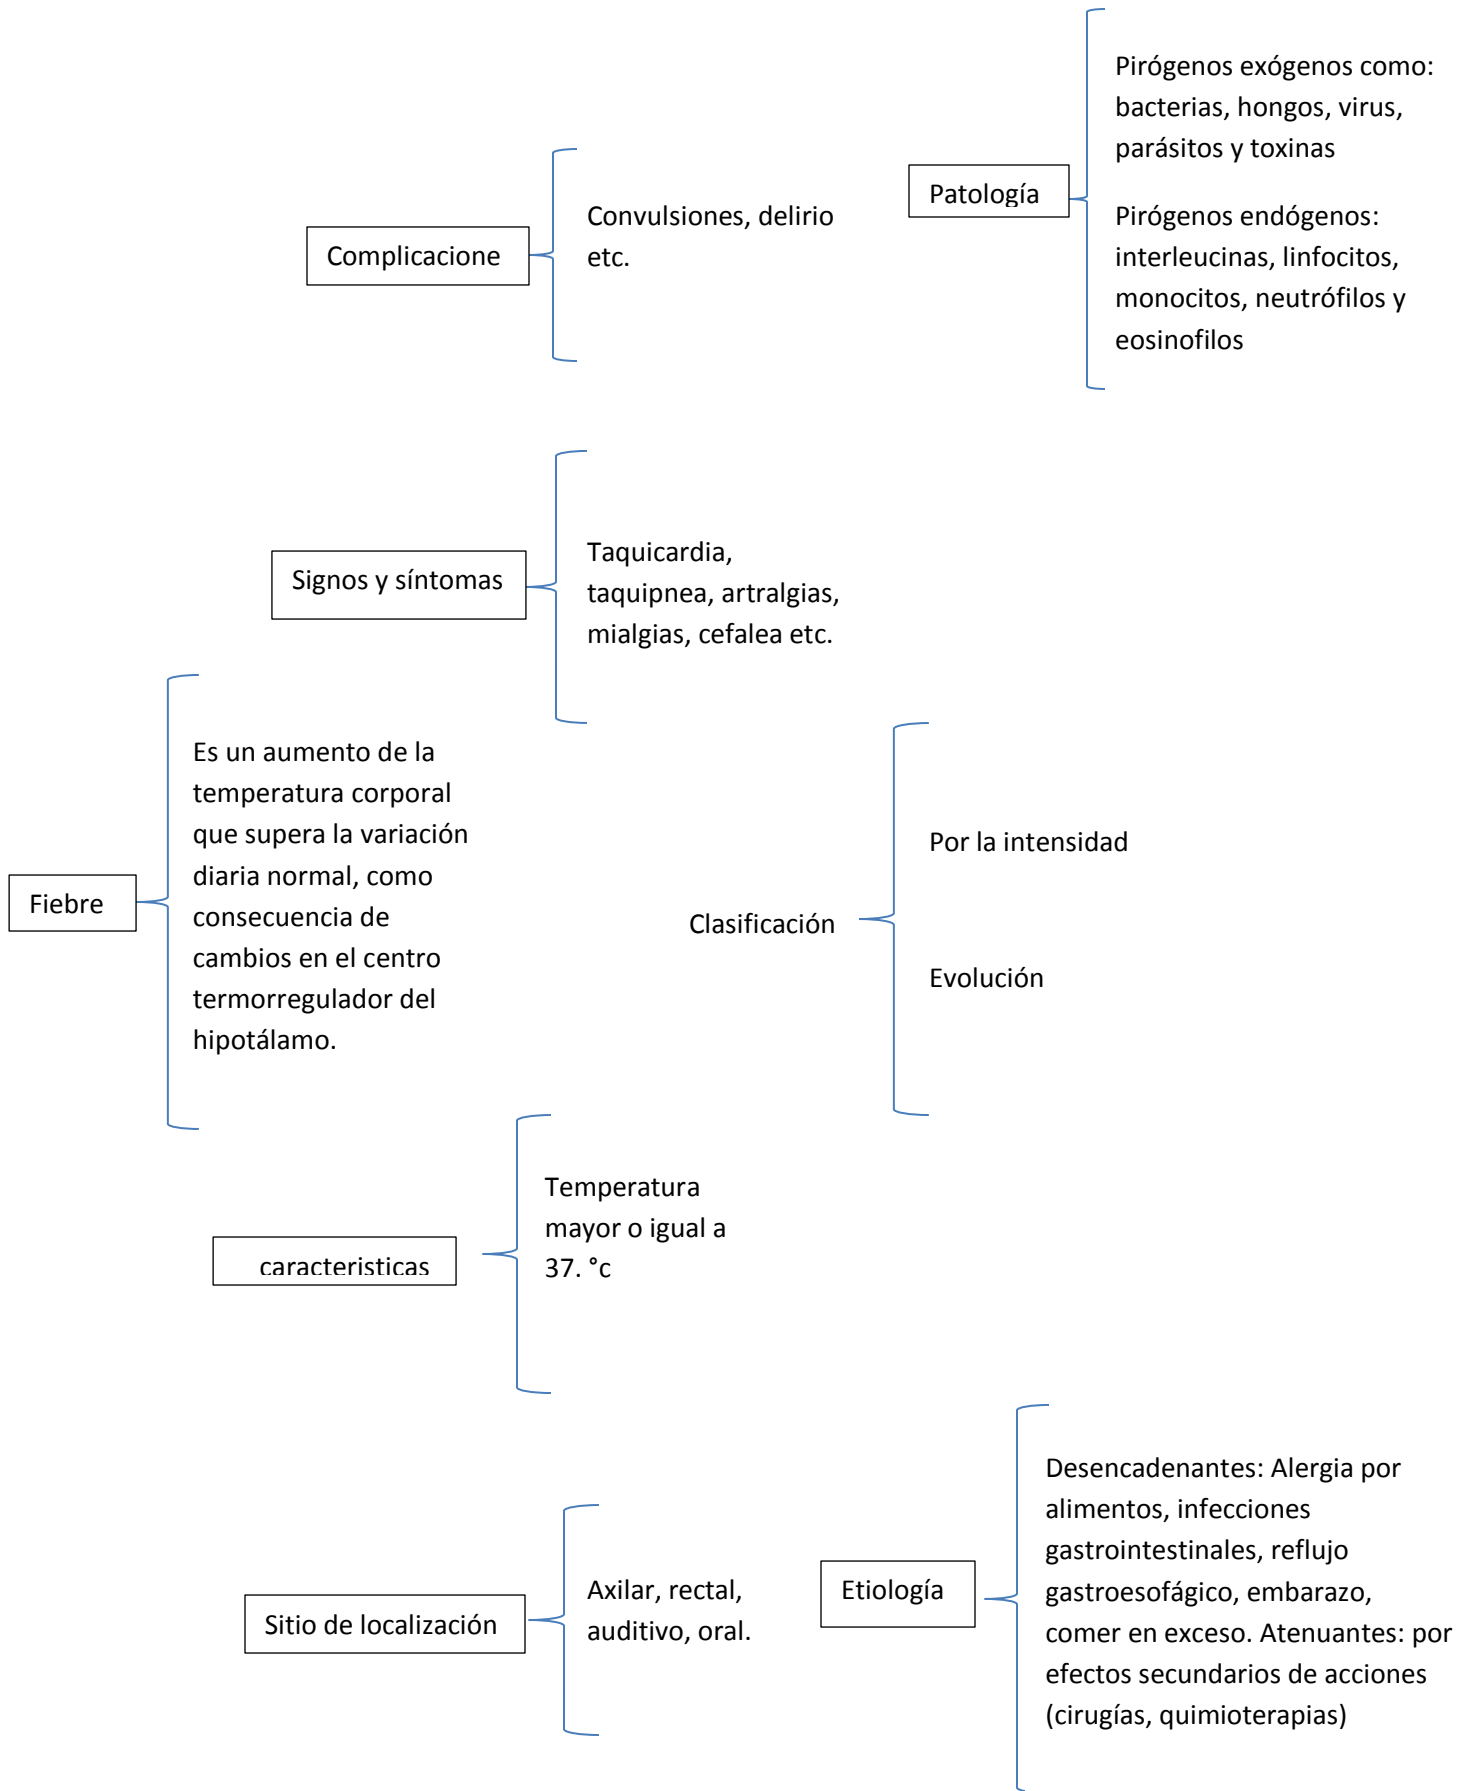 Pirógenos exógenos como:
bacterias, hongos, virus,
parásitos y toxinas
Patología
Pirógenos endógenos:
interleucinas, linfocitos,
monocitos, neutrófilos y
eosinofilos
Complicacione
Convulsiones, delirio
etc.
Signos y síntomas
Taquicardia,
taquipnea, artralgias,
mialgias, cefalea etc.
Fiebre
Es un aumento de la
temperatura corporal
que supera la variación
diaria normal, como
consecuencia de
cambios en el centro
termorregulador del
hipotálamo.
Clasificación
Por la intensidad
Evolución
caracteristicas
Temperatura
mayor o igual a
37. °c
Sitio de localización
Axilar, rectal,
auditivo, oral.
Etiología
Desencadenantes: Alergia por
alimentos, infecciones
gastrointestinales, reflujo
gastroesofágico, embarazo,
comer en exceso. Atenuantes: por
efectos secundarios de acciones
(cirugías, quimioterapias)